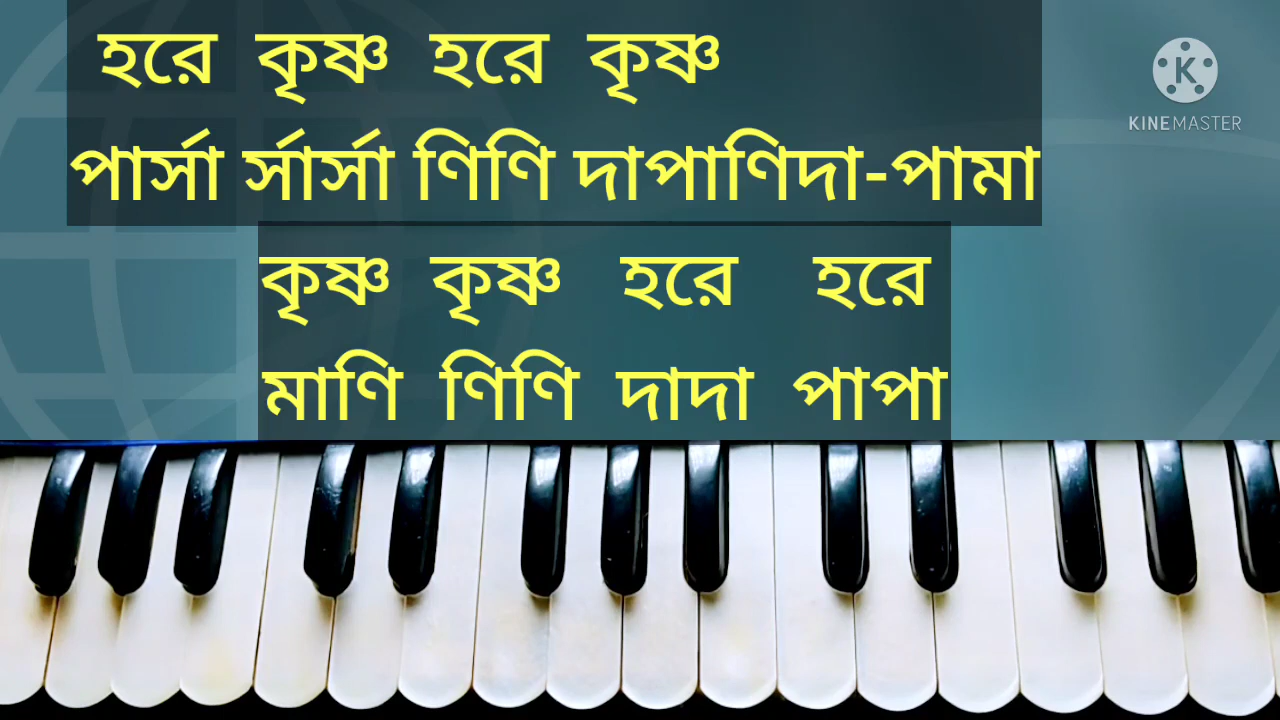 হরে কৃষ্ণ হরে কৃষ্ণ
পার্সা র্সার্সা ণিণি দাপাণিদা-পামা
কৃষ্ণ কৃষ্ণ হরে হরে
মাণি ণিণি দাদা পাপা
K
KINEMASTER